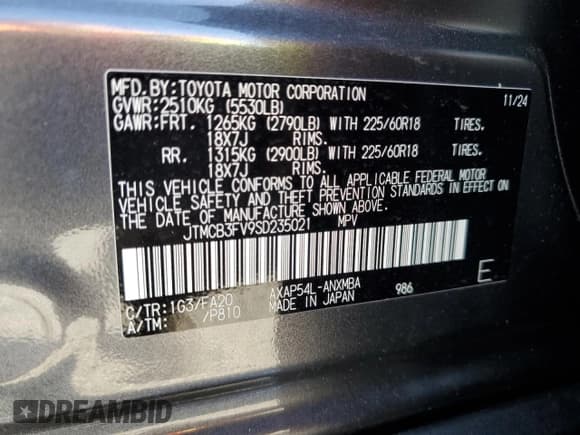 MFD.BY:TOYOTA MOTOR CORPORATION 11/24
GVWR:2510KG (5530LB)
GAWR:FRT. 1265KG (2790LB) WITH 225/60R18 TIRES.
18X7J RIMS.
RR. 1315KG (2900LB) WITH 225/60R18 TIRES.
18X7J RIMS.
THIS VEHICLE CONFORMS TO ALL APPLICABLE FEDERAL MOTOR
VEHICLE SAFETY AND THEFT PREVENTION STANDARDS IN EFFECT ON
THE DATE OF MANUFACTURE SHOWN ABOVE.
JTMCB3FV9SD235021 MPV
C/TR:1G3/FA20 AXAP54L-ANXMBA 986 E
A/TM: /P810 MADE IN JAPAN
DREAMBID